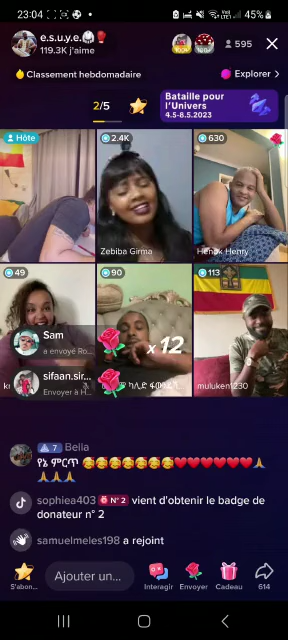 23:04
45%
e.s.u.y.e.
119.3K j'aime
595
Classement hebdomadaire
Explorer >
2/5
Bataille pour
l'Univers
4.5-8.5.2023
Hôte
2.4K
630
Zebiba Girma
Henok Henry
49
90
113
Sam
a envoyé Ro...
x 12
sifaan.sir...
Envoyer à H...
muluken1230
7 Bella
የኔ ምርጥ
sophiea403 N° 2 vient d'obtenir le badge de
donateur n° 2
samuelmeles198 a rejoint
S'abon...
Ajouter un...
Interagir
Envoyer
Cadeau
614